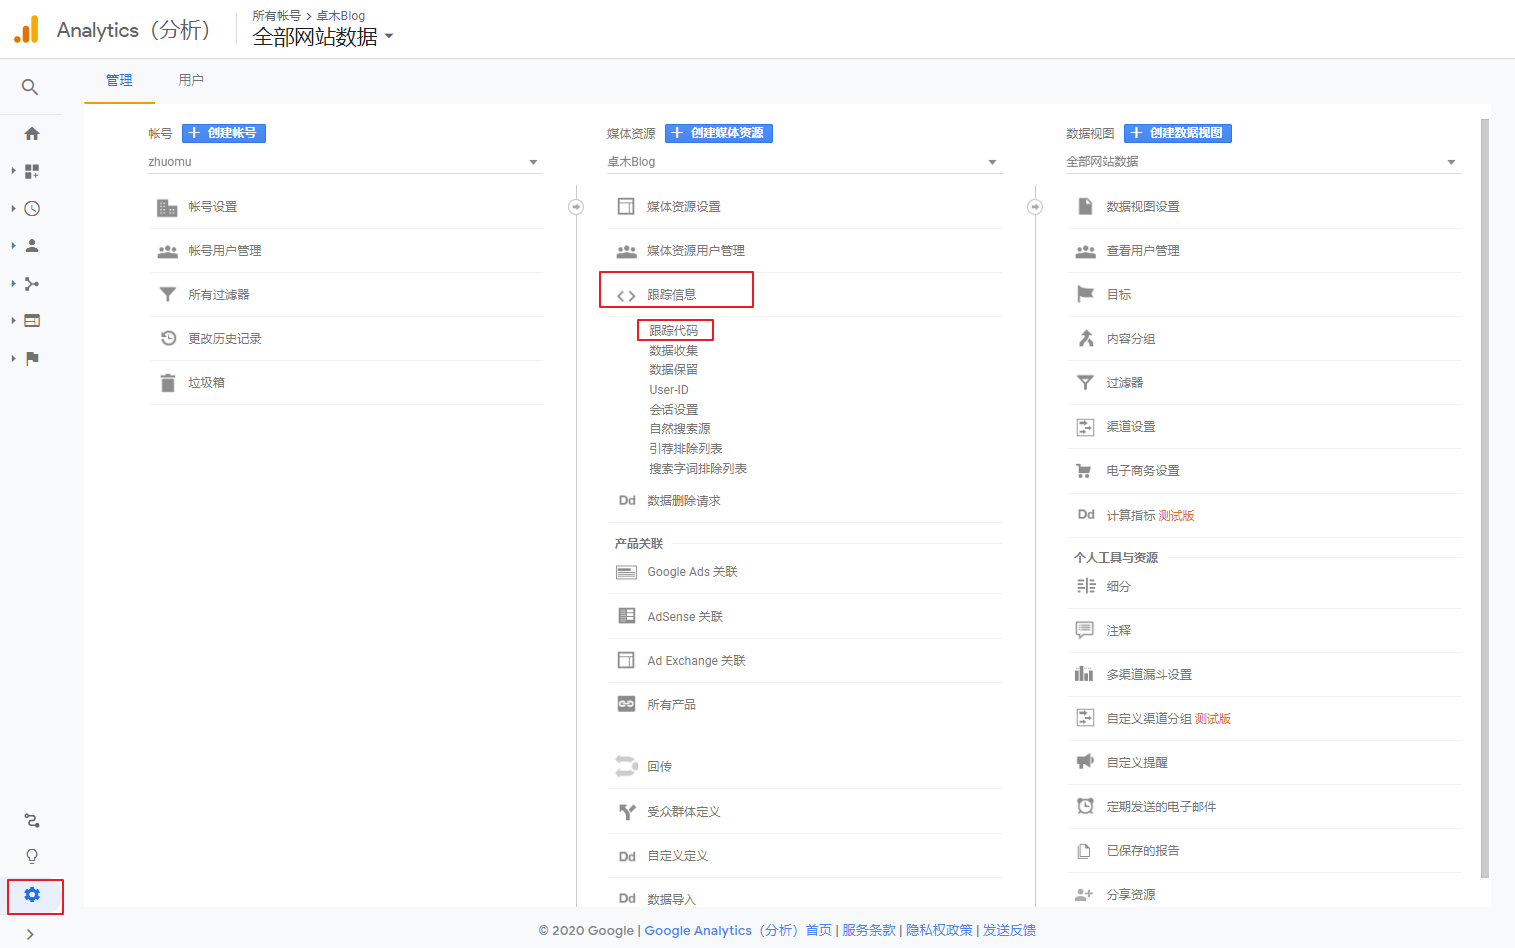 Analytics（分析）
所有帐号 > 卓木Blog
全部网站数据
管理
用户
帐号
创建帐号
zhuomu
帐号设置
帐号用户管理
所有过滤器
更改历史记录
垃圾箱
媒体资源
创建媒体资源
卓木Blog
媒体资源设置
媒体资源用户管理
跟踪信息
跟踪代码
数据收集
数据保留
User-ID
会话设置
自然搜索源
引荐排除列表
搜索字词排除列表
Dd 数据删除请求
产品关联
Google Ads 关联
AdSense 关联
Ad Exchange 关联
所有产品
回传
受众群体定义
Dd 自定义定义
Dd 数据导入
数据视图
创建数据视图
全部网站数据
数据视图设置
查看用户管理
目标
内容分组
过滤器
渠道设置
电子商务设置
Dd 计算指标 测试版
个人工具与资源
细分
注释
多渠道漏斗设置
自定义渠道分组 测试版
自定义提醒
定期发送的电子邮件
已保存的报告
分享资源
© 2020 Google | Google Analytics（分析）首页 | 服务条款 | 隐私权政策 | 发送反馈